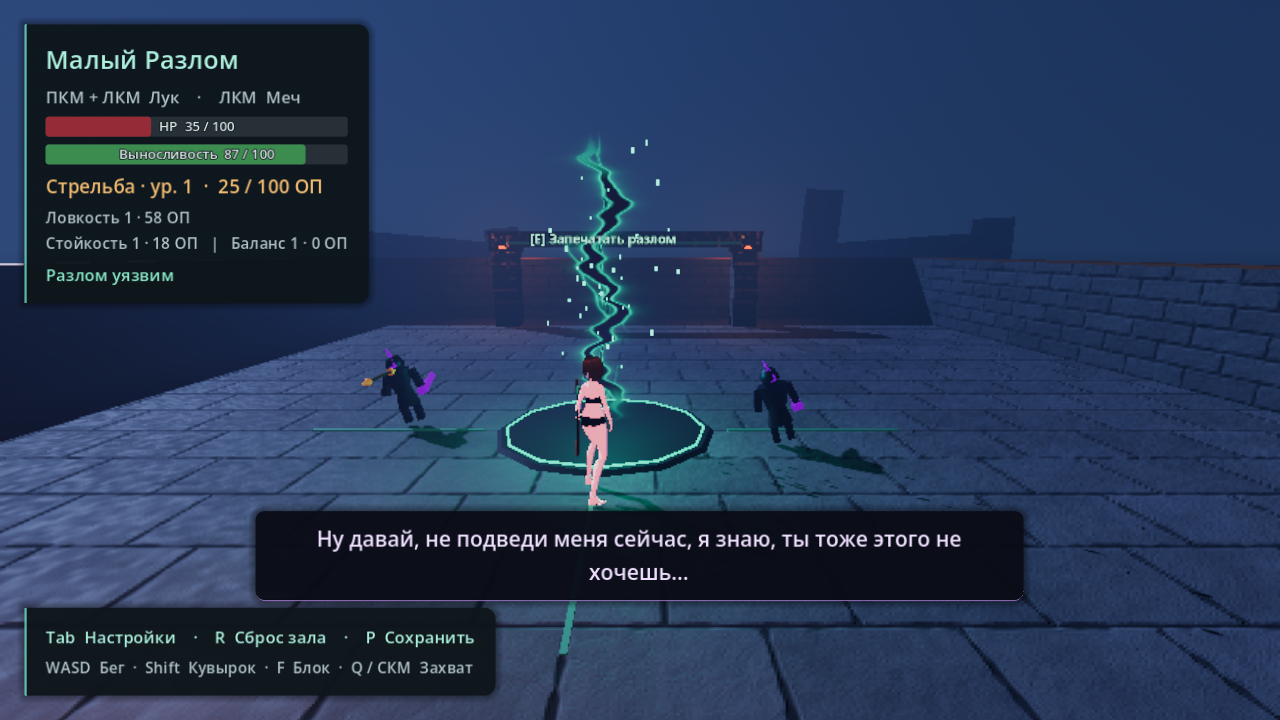 Малый Разлом
ПКМ + ЛКМ Лук · ЛКМ Меч
HP 35 / 100
Выносливость 87 / 100
Стрельба · ур. 1 · 25 / 100 ОП
Ловкость 1 · 58 ОП
Стойкость 1 · 18 ОП | Баланс 1 · 0 ОП
Разлом уязвим
[E] Запечатать разлом
Ну давай, не подведи меня сейчас, я знаю, ты тоже этого не
хочешь...
Tab Настройки · R Сброс зала · P Сохранить
WASD Бег · Shift Кувырок · F Блок · Q / СКМ Захват